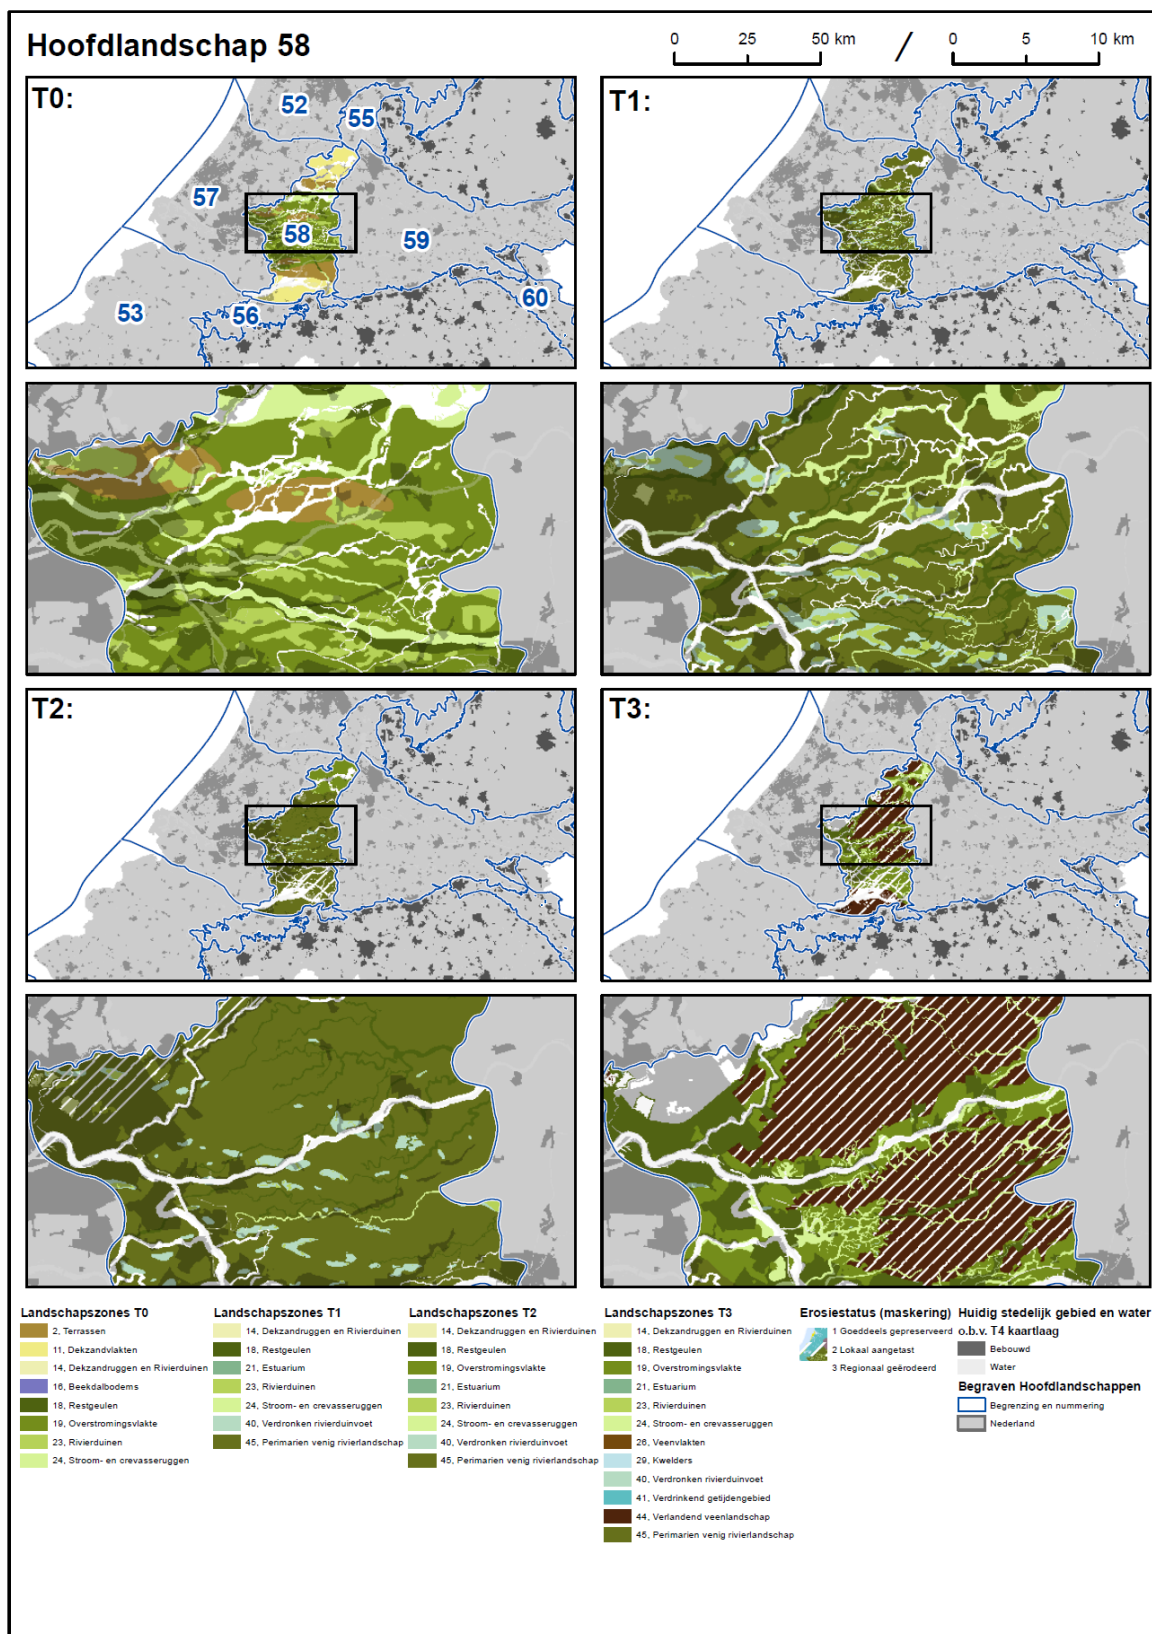 Hoofdlandschap 58
0 25 50 km / 0 5 10 km
T0:
52
55
57
58
59
53
56
60
T1:
T2:
T3:
Landschapszones T0
2, Terrassen
11, Dekzandvlakten
14, Dekzandruggen en Rivierduinen
16, Beekdalbodems
18, Restgeulen
19, Overstromingsvlakte
23, Rivierduinen
24, Stroom- en crevasseruggen
Landschapszones T1
14, Dekzandruggen en Rivierduinen
18, Restgeulen
21, Estuarium
23, Rivierduinen
24, Stroom- en crevasseruggen
40, Verdronken rivierduinvoet
45, Perimarien venig rivierlandschap
Landschapszones T2
14, Dekzandruggen en Rivierduinen
18, Restgeulen
19, Overstromingsvlakte
21, Estuarium
23, Rivierduinen
24, Stroom- en crevasseruggen
40, Verdronken rivierduinvoet
45, Perimarien venig rivierlandschap
Landschapszones T3
14, Dekzandruggen en Rivierduinen
18, Restgeulen
19, Overstromingsvlakte
21, Estuarium
23, Rivierduinen
24, Stroom- en crevasseruggen
26, Veenvlakten
29, Kwelders
40, Verdronken rivierduinvoet
41, Verdrinkend getijdengebied
44, Verlandend veenlandschap
45, Perimarien venig rivierlandschap
Erosiestatus (maskering)
1 Goeddeels gepreserveerd
2 Lokaal aangetast
3 Regionaal geërodeerd
Huidig stedelijk gebied en water
o.b.v. T4 kaartlaag
Bebouwd
Water
Begraven Hoofdlandschappen
Begrenzing en nummering
Nederland